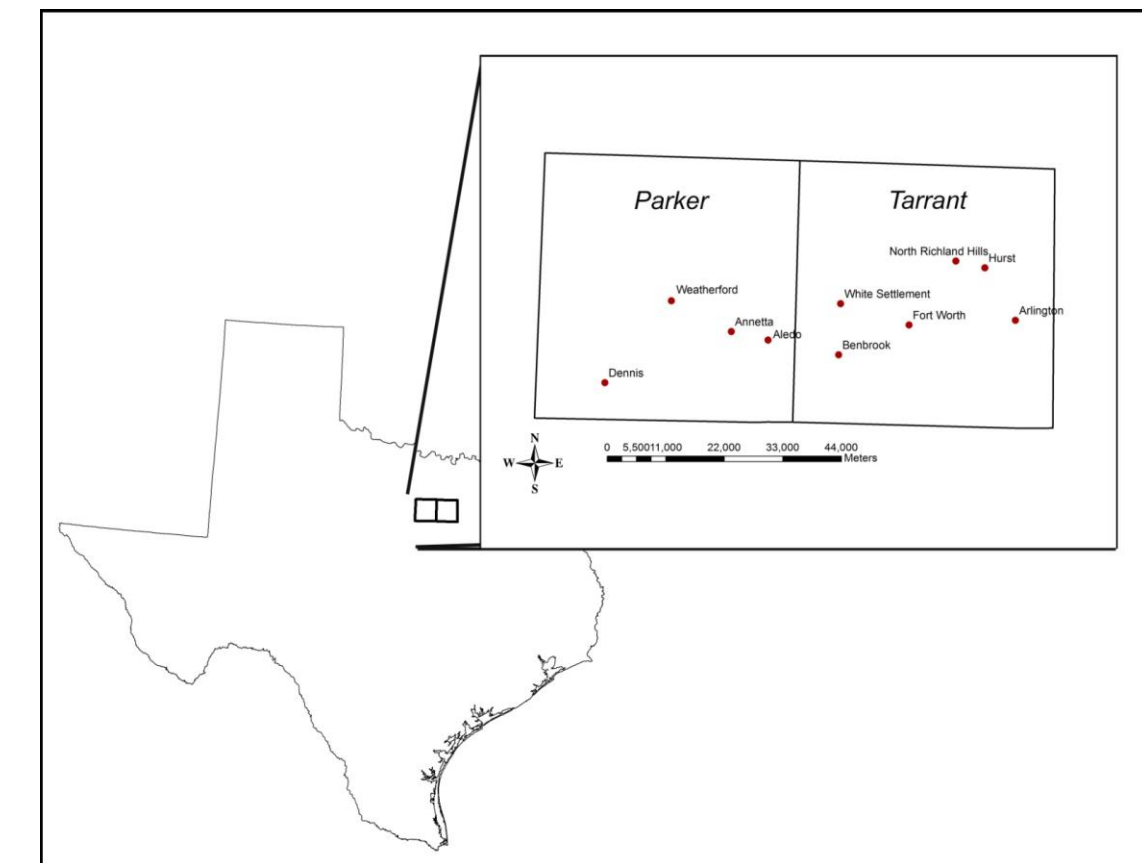 Parker
Tarrant
North Richland Hills
Hurst
Weatherford
White Settlement
Annetta
Fort Worth
Arlington
Aledo
Benbrook
Dennis
N
W E
S
0 5,50011,000 22,000 33,000 44,000
Meters